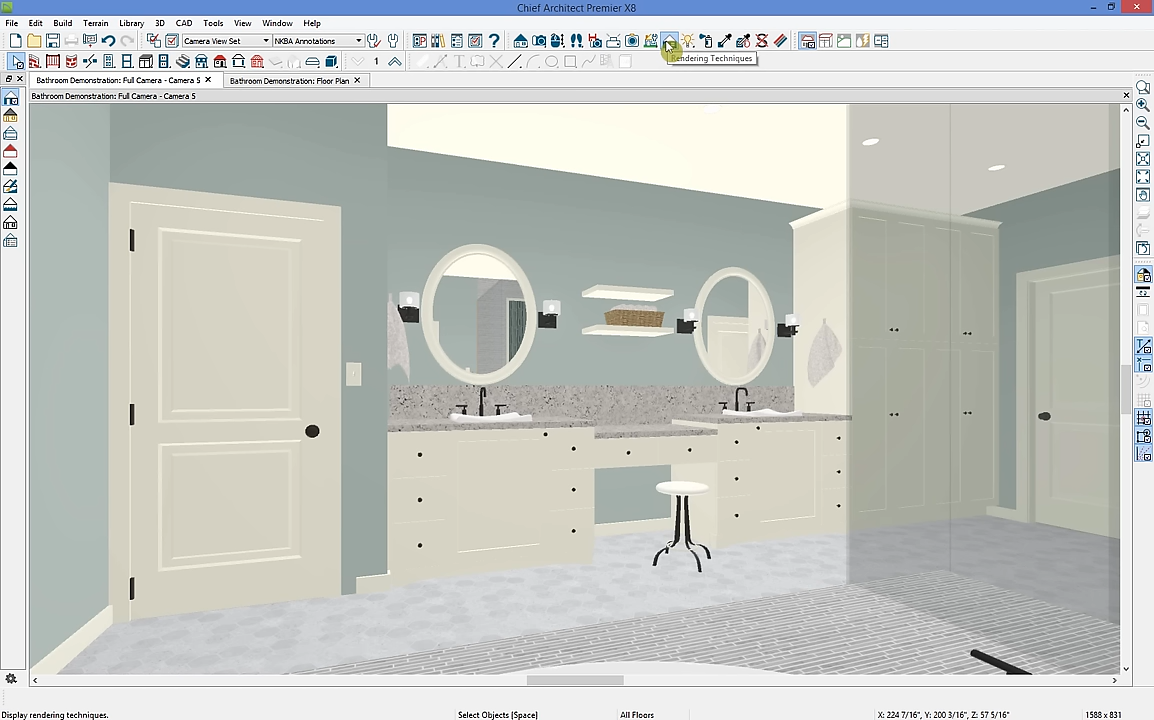 Chief Architect Premier X8
File Edit Build Terrain Library 3D CAD Tools View Window Help
Camera View Set NKBA Annotations
1
Rendering Techniques
Bathroom Demonstration: Full Camera - Camera 5 Bathroom Demonstration: Floor Plan
Bathroom Demonstration: Full Camera - Camera 5
Display rendering techniques. Select Objects [Space] All Floors X: 224 7/16", Y: 200 3/16", Z: 57 5/16" 1588 x 831